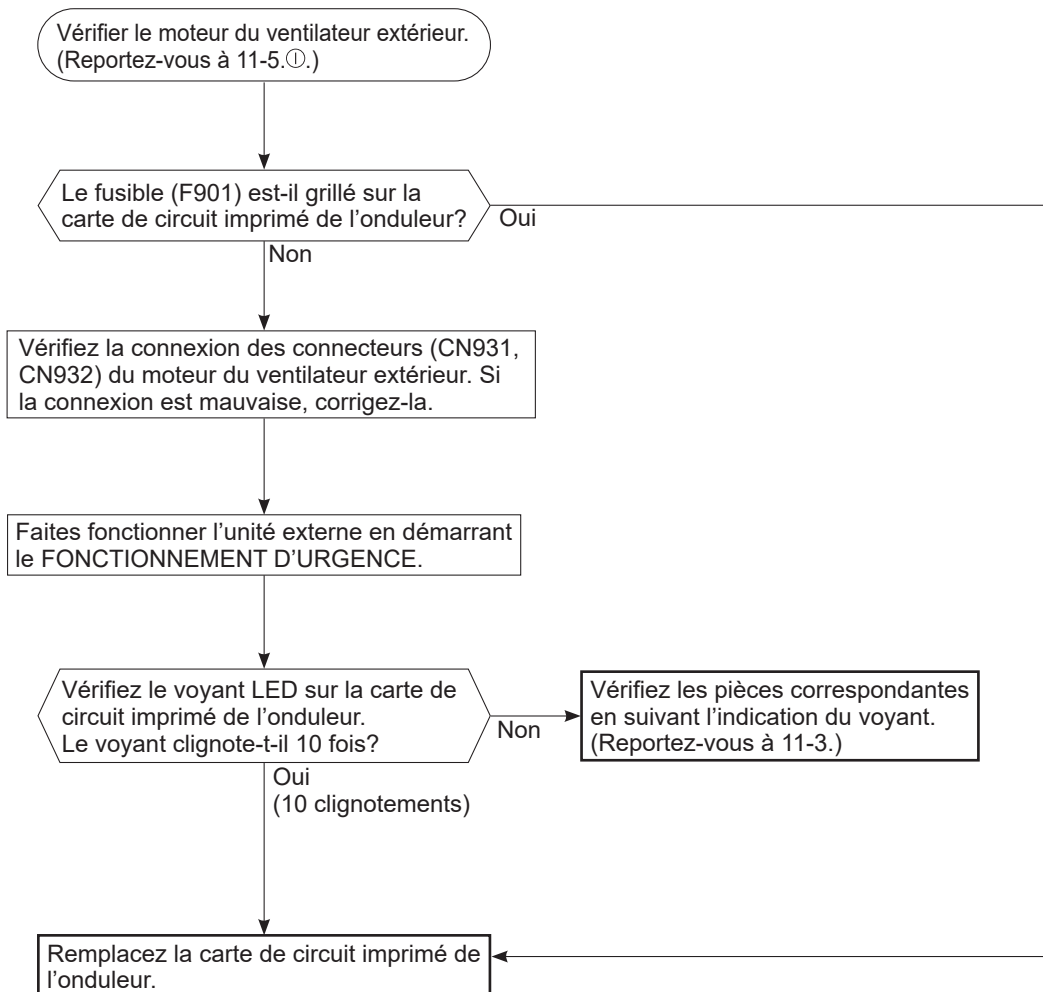 Vérifier le moteur du ventilateur extérieur.
(Reportez-vous à 11-5.Ⓘ.)
Le fusible (F901) est-il grillé sur la
carte de circuit imprimé de l’onduleur?
Oui
Non
Vérifiez la connexion des connecteurs (CN931,
CN932) du moteur du ventilateur extérieur. Si
la connexion est mauvaise, corrigez-la.
Faites fonctionner l’unité externe en démarrant
le FONCTIONNEMENT D’URGENCE.
Vérifiez le voyant LED sur la carte de
circuit imprimé de l’onduleur.
Le voyant clignote-t-il 10 fois?
Non
Vérifiez les pièces correspondantes
en suivant l’indication du voyant.
(Reportez-vous à 11-3.)
Oui
(10 clignotements)
Remplacez la carte de circuit imprimé de
l’onduleur.